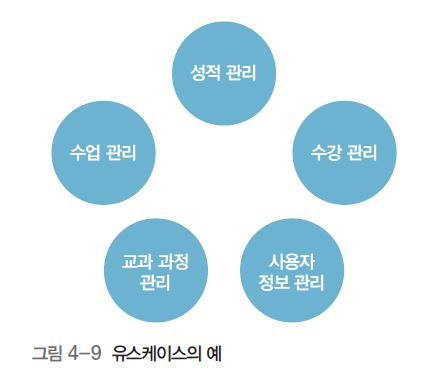 성적 관리
수업 관리
수강 관리
교과 과정
관리
사용자
정보 관리
그림 4-9 유스케이스의 예